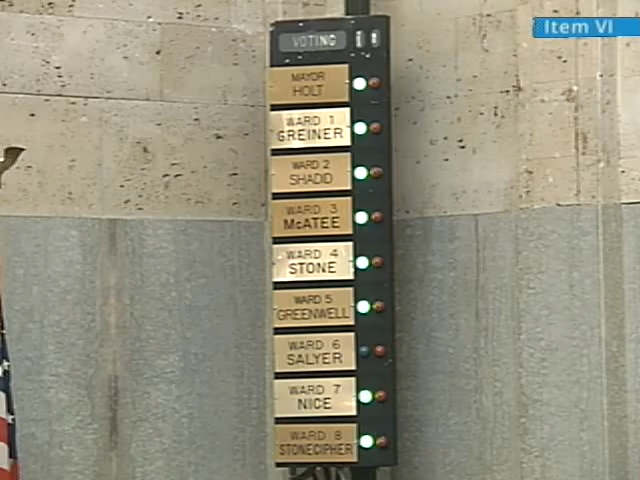 Item VI
VOTING
MAYOR
HOLT
WARD 1
GREINER
WARD 2
SHADID
WARD 3
McATEE
WARD 4
STONE
WARD 5
GREENWELL
WARD 6
SALYER
WARD 7
NICE
WARD 8
STONECIPHER